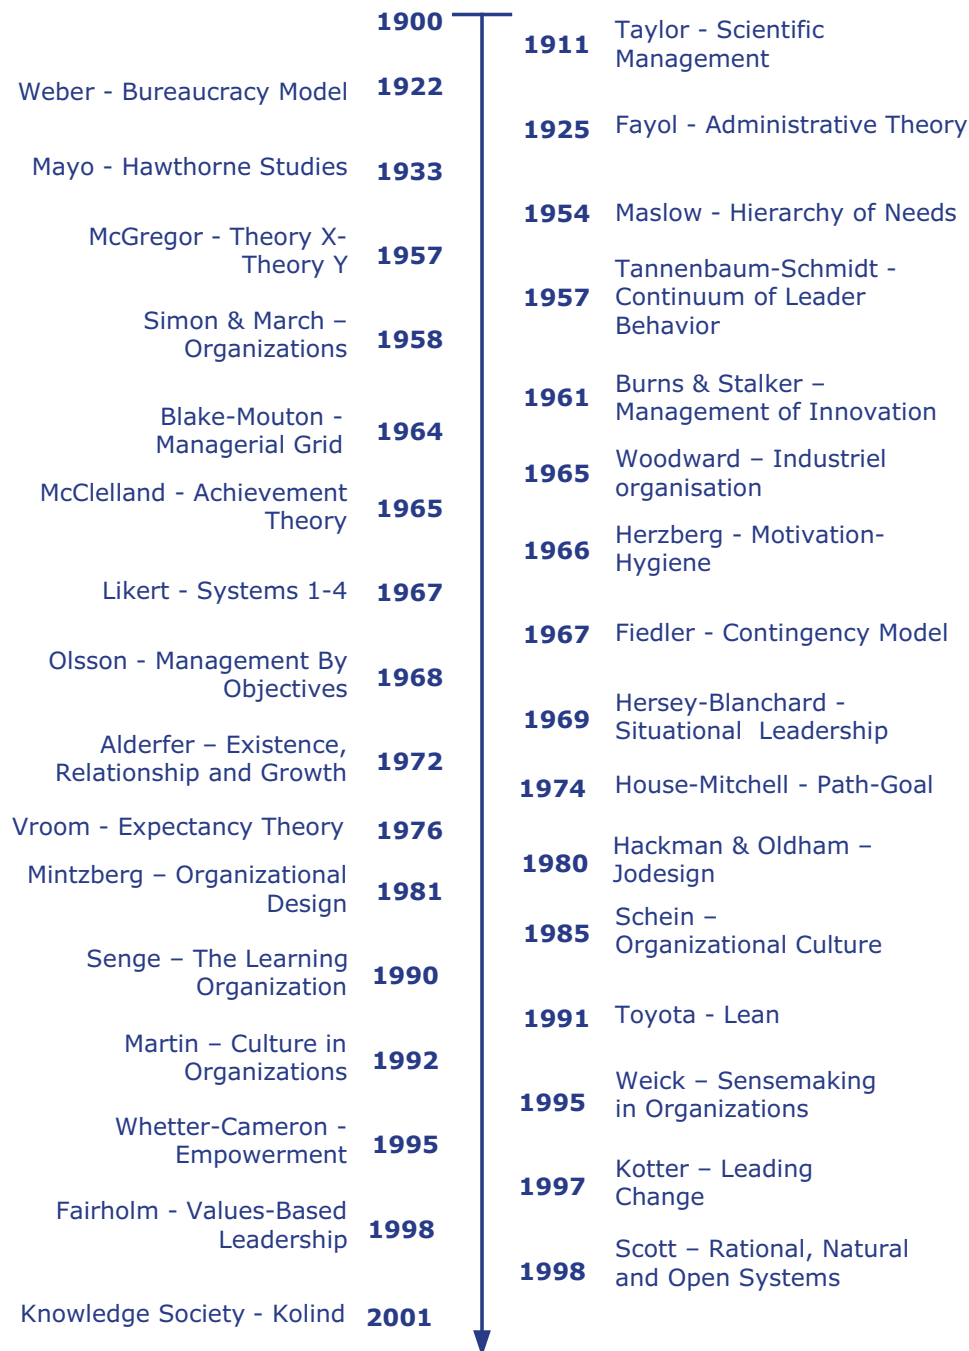 1900
1911
Taylor - Scientific
Management
Weber - Bureaucracy Model
1922
1925
Fayol - Administrative Theory
Mayo - Hawthorne Studies
1933
1954
Maslow - Hierarchy of Needs
McGregor - Theory X-
Theory Y
1957
1957
Tannenbaum-Schmidt -
Continuum of Leader
Behavior
Simon & March –
Organizations
1958
1961
Burns & Stalker –
Management of Innovation
Blake-Mouton -
Managerial Grid
1964
1965
Woodward – Industriel
organisation
McClelland - Achievement
Theory
1965
1966
Herzberg - Motivation-
Hygiene
Likert - Systems 1-4
1967
1967
Fiedler - Contingency Model
Olsson - Management By
Objectives
1968
1969
Hersey-Blanchard -
Situational  Leadership
Alderfer – Existence,
Relationship and Growth
1972
1974
House-Mitchell - Path-Goal
Vroom - Expectancy Theory
1976
1980
Hackman & Oldham –
Jodesign
Mintzberg – Organizational
Design
1981
1985
Schein –
Organizational Culture
Senge – The Learning
Organization
1990
1991
Toyota - Lean
Martin – Culture in
Organizations
1992
1995
Weick – Sensemaking
in Organizations
Whetter-Cameron -
Empowerment
1995
1997
Kotter – Leading
Change
Fairholm - Values-Based
Leadership
1998
1998
Scott – Rational, Natural
and Open Systems
Knowledge Society - Kolind
2001